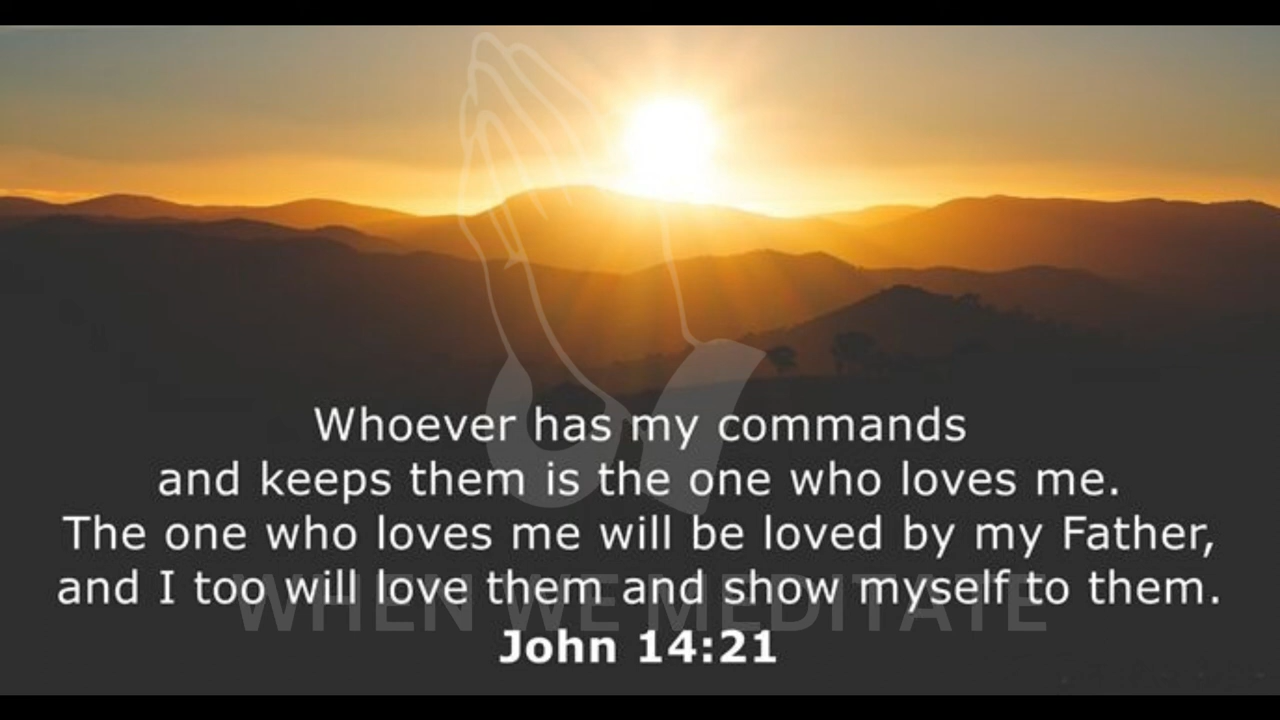 Whoever has my commands
and keeps them is the one who loves me.
The one who loves me will be loved by my Father,
and I too will love them and show myself to them.
WHEN WE MEDITATE
John 14:21